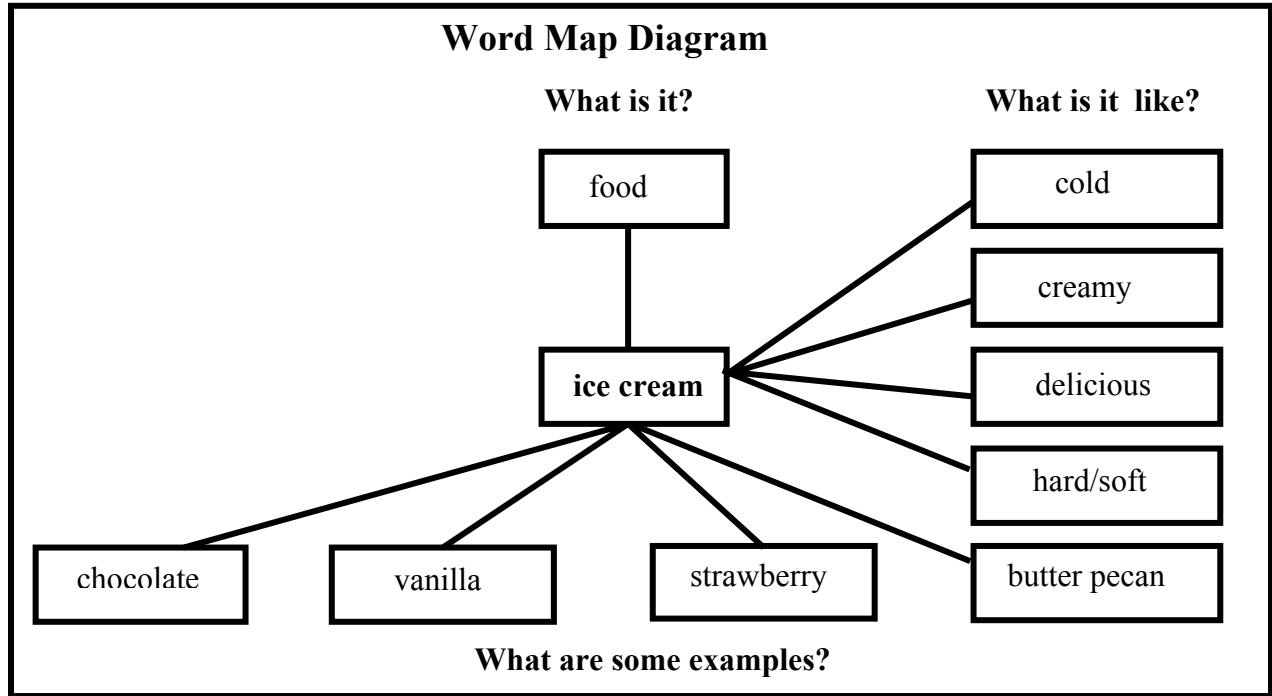 Word Map Diagram
What is it?
What is it like?
food
cold
creamy
ice cream
delicious
hard/soft
chocolate
vanilla
strawberry
butter pecan
What are some examples?